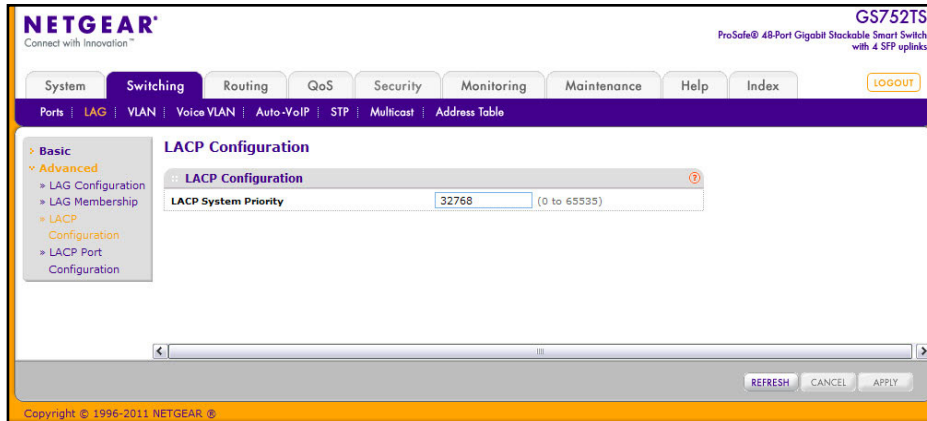 NETGEAR®
Connect with Innovation™
GS752TS
ProSafe® 48-Port Gigabit Stackable Smart Switch
with 4 SFP uplinks
System Switching Routing QoS Security Monitoring Maintenance Help Index LOGOUT
Ports LAG VLAN Voice VLAN Auto-VoIP STP Multicast Address Table
Basic
Advanced
» LAG Configuration
» LAG Membership
» LACP
Configuration
» LACP Port
Configuration
LACP Configuration
LACP Configuration ?
LACP System Priority 32768 (0 to 65535)
REFRESH CANCEL APPLY
Copyright © 1996-2011 NETGEAR ®